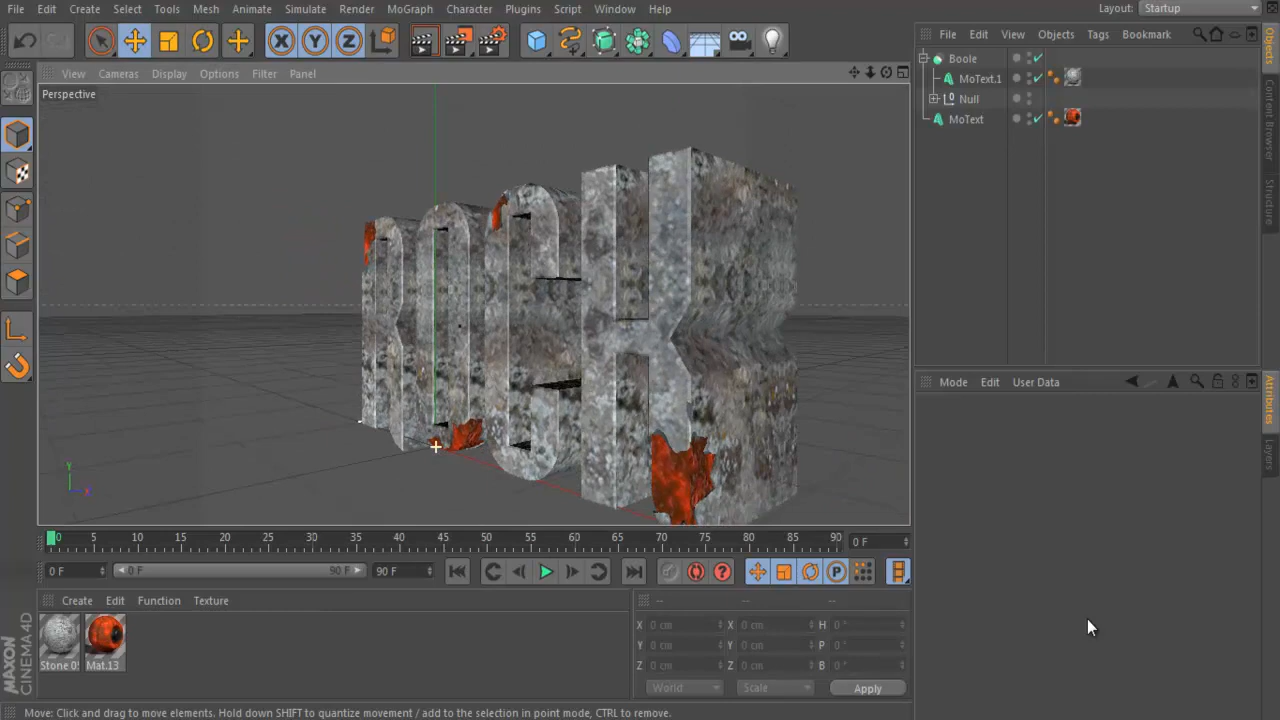 File Edit Create Select Tools Mesh Animate Simulate Render MoGraph Character Plugins Script Window Help Layout: Startup
X Y Z
View Cameras Display Options Filter Panel
Perspective
Y
X
File Edit View Objects Tags Bookmark
Boole
MoText.1
Null
MoText
Objects
Content Browser
Structure
Mode Edit User Data
Attributes
Layers
0 5 10 15 20 25 30 35 40 45 50 55 60 65 70 75 80 85 90 0 F
0 F 0 F 90 F 90 F
P
Create Edit Function Texture
-- -- --
X 0 cm X 0 cm H 0 °
Y 0 cm Y 0 cm P 0 °
Z 0 cm Z 0 cm B 0 °
World Scale Apply
Stone 0 Mat.13
MAXON
CINEMA 4D
Move: Click and drag to move elements. Hold down SHIFT to quantize movement / add to the selection in point mode, CTRL to remove.